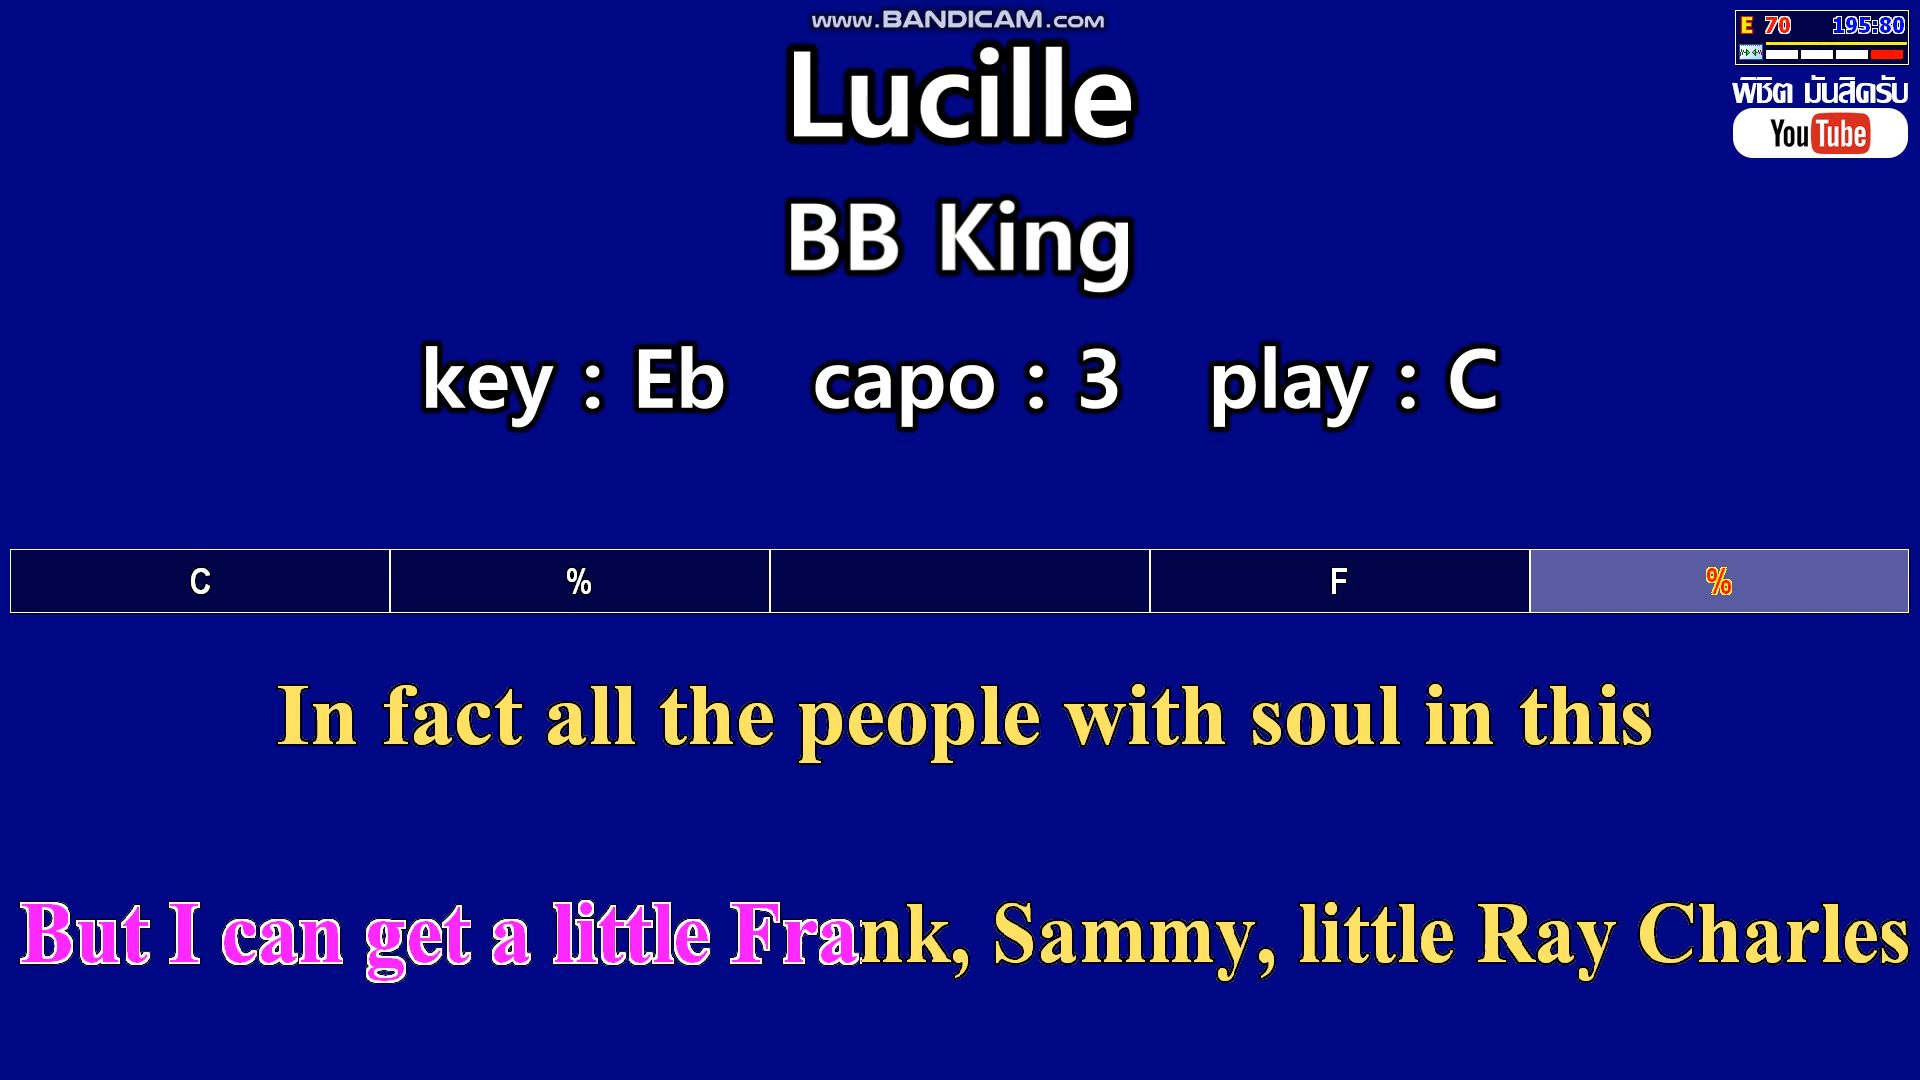 www.BANDICAM.com
E 70 195:80
Lucille
พิชิต มันสิดรับ
YouTube
BB King
key : Eb capo : 3 play : C
C % F %
In fact all the people with soul in this
But I can get a little Frank, Sammy, little Ray Charles